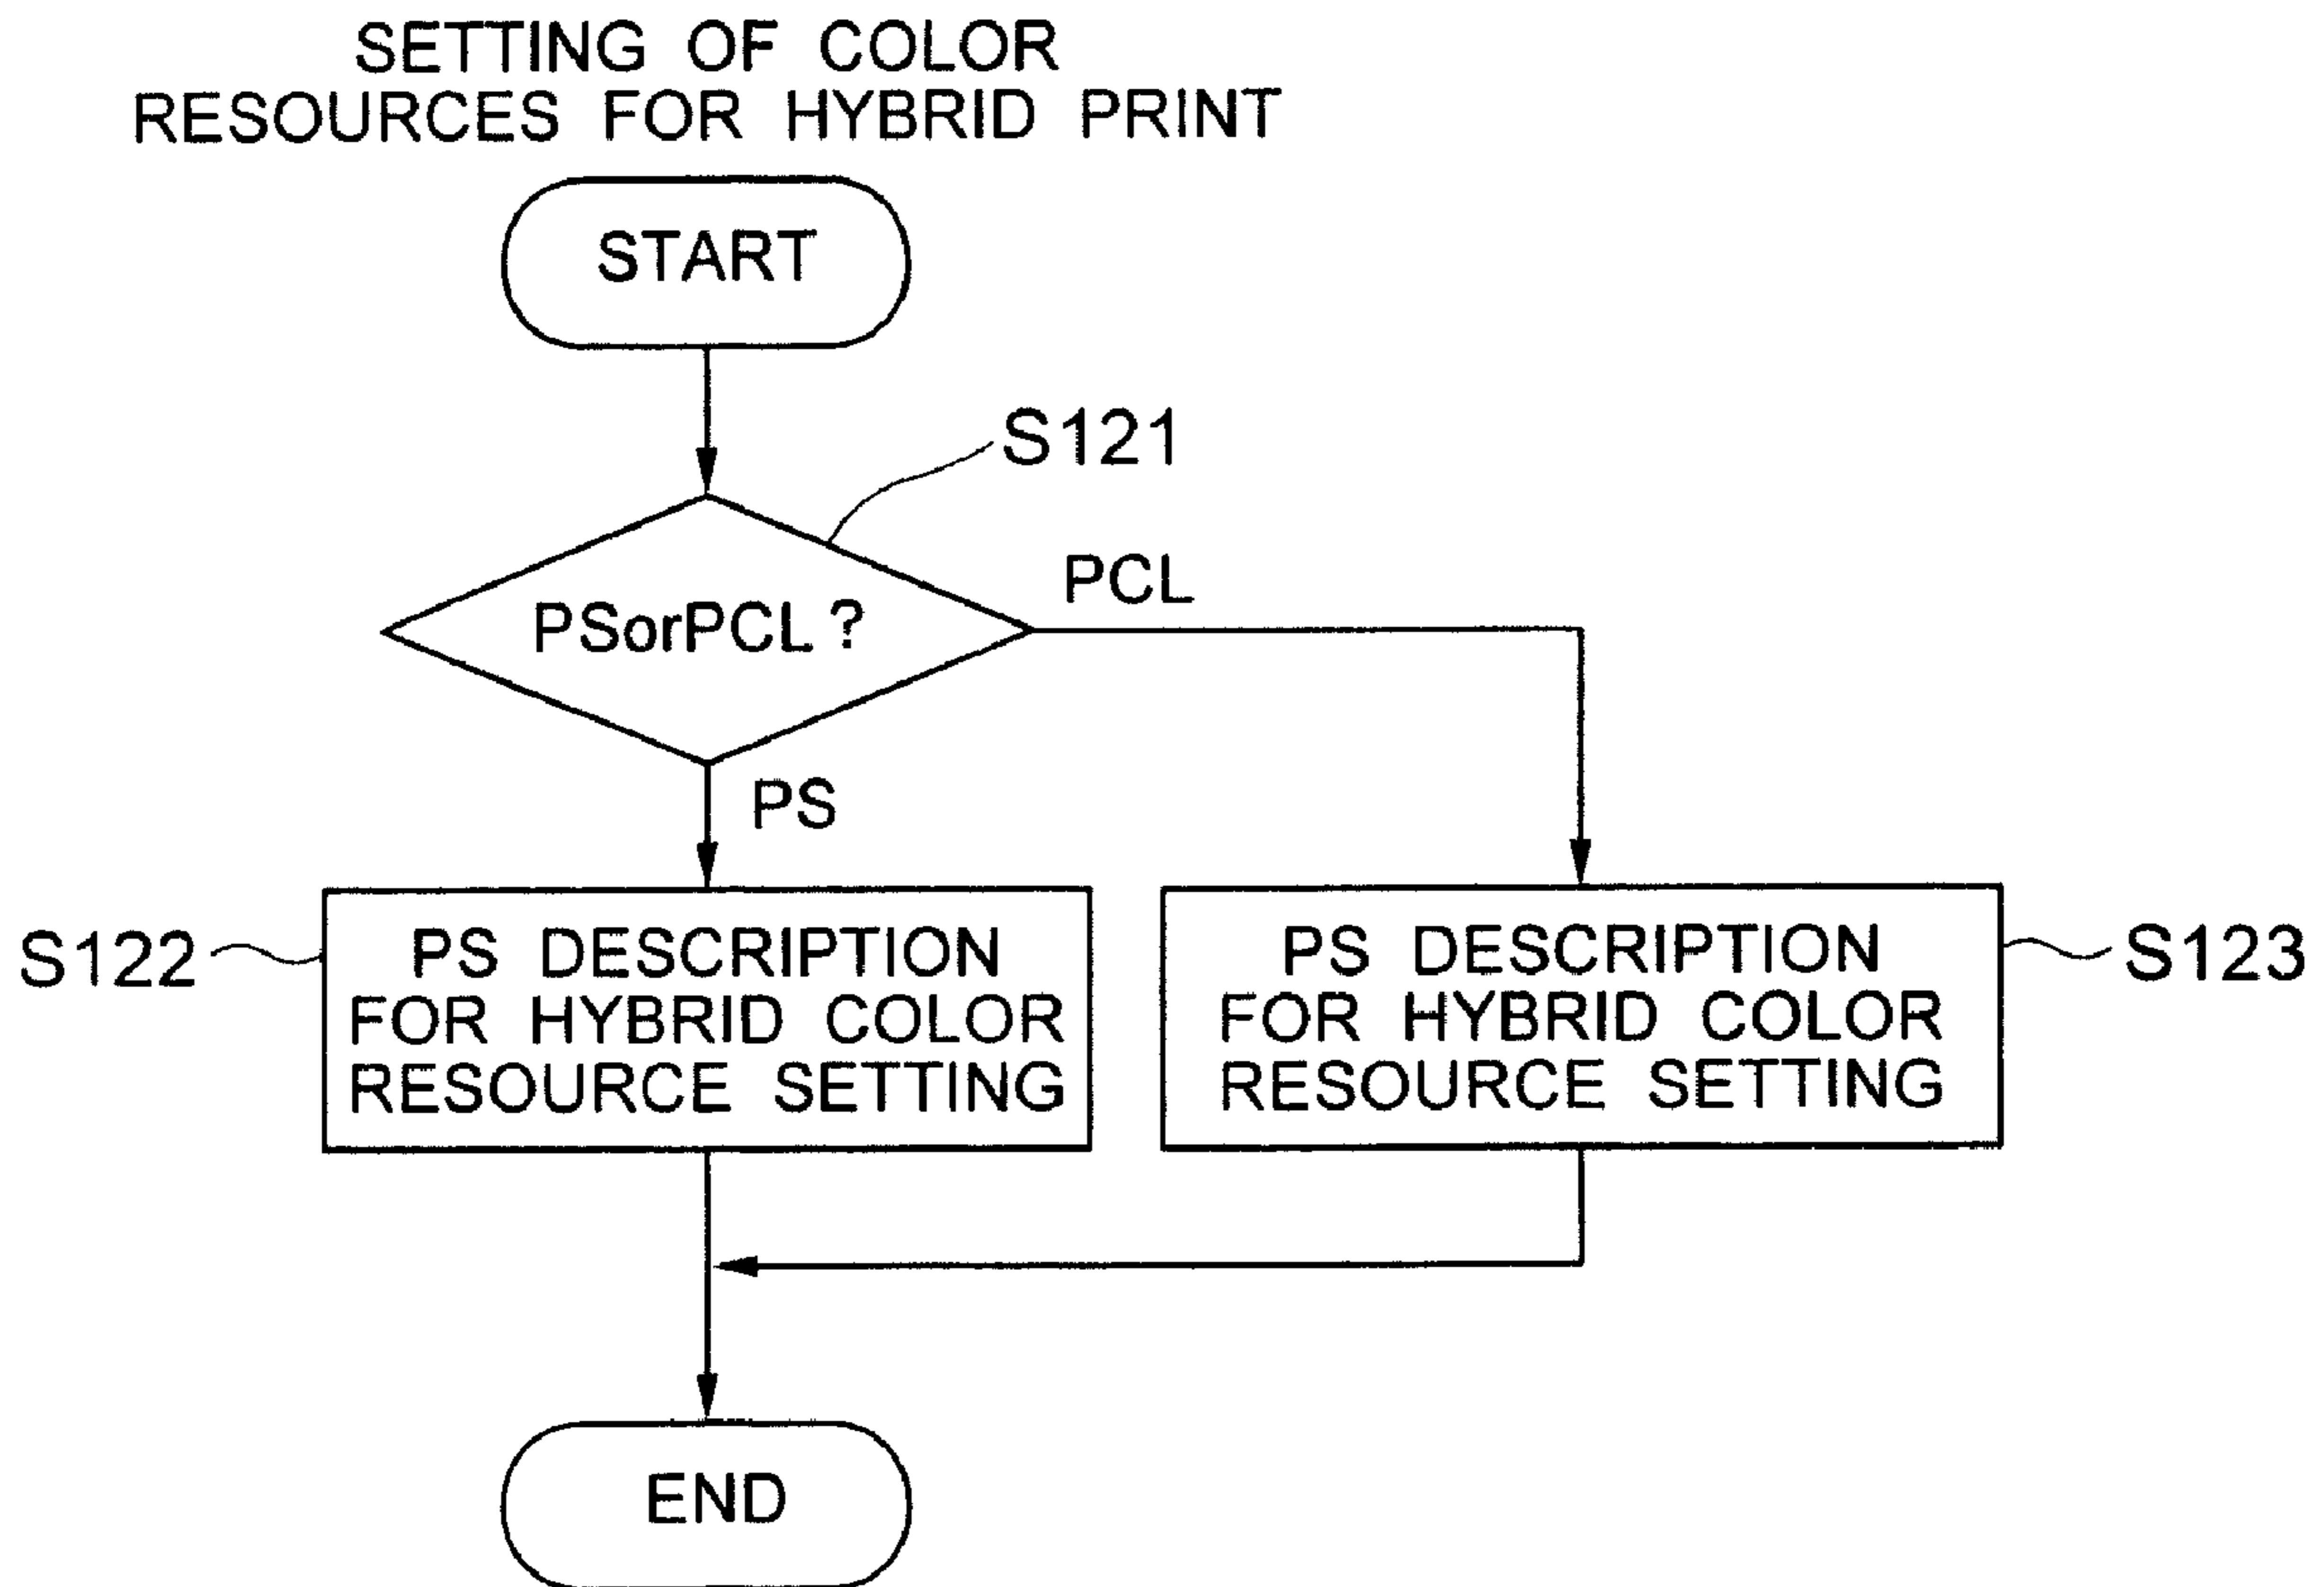 SETTING OF COLOR
RESOURCES FOR HYBRID PRINT
START
S121
PSorPCL ?
PCL
PS
S122
PS DESCRIPTION
FOR HYBRID COLOR
RESOURCE SETTING
PS DESCRIPTION
FOR HYBRID COLOR
RESOURCE SETTING
S123
END